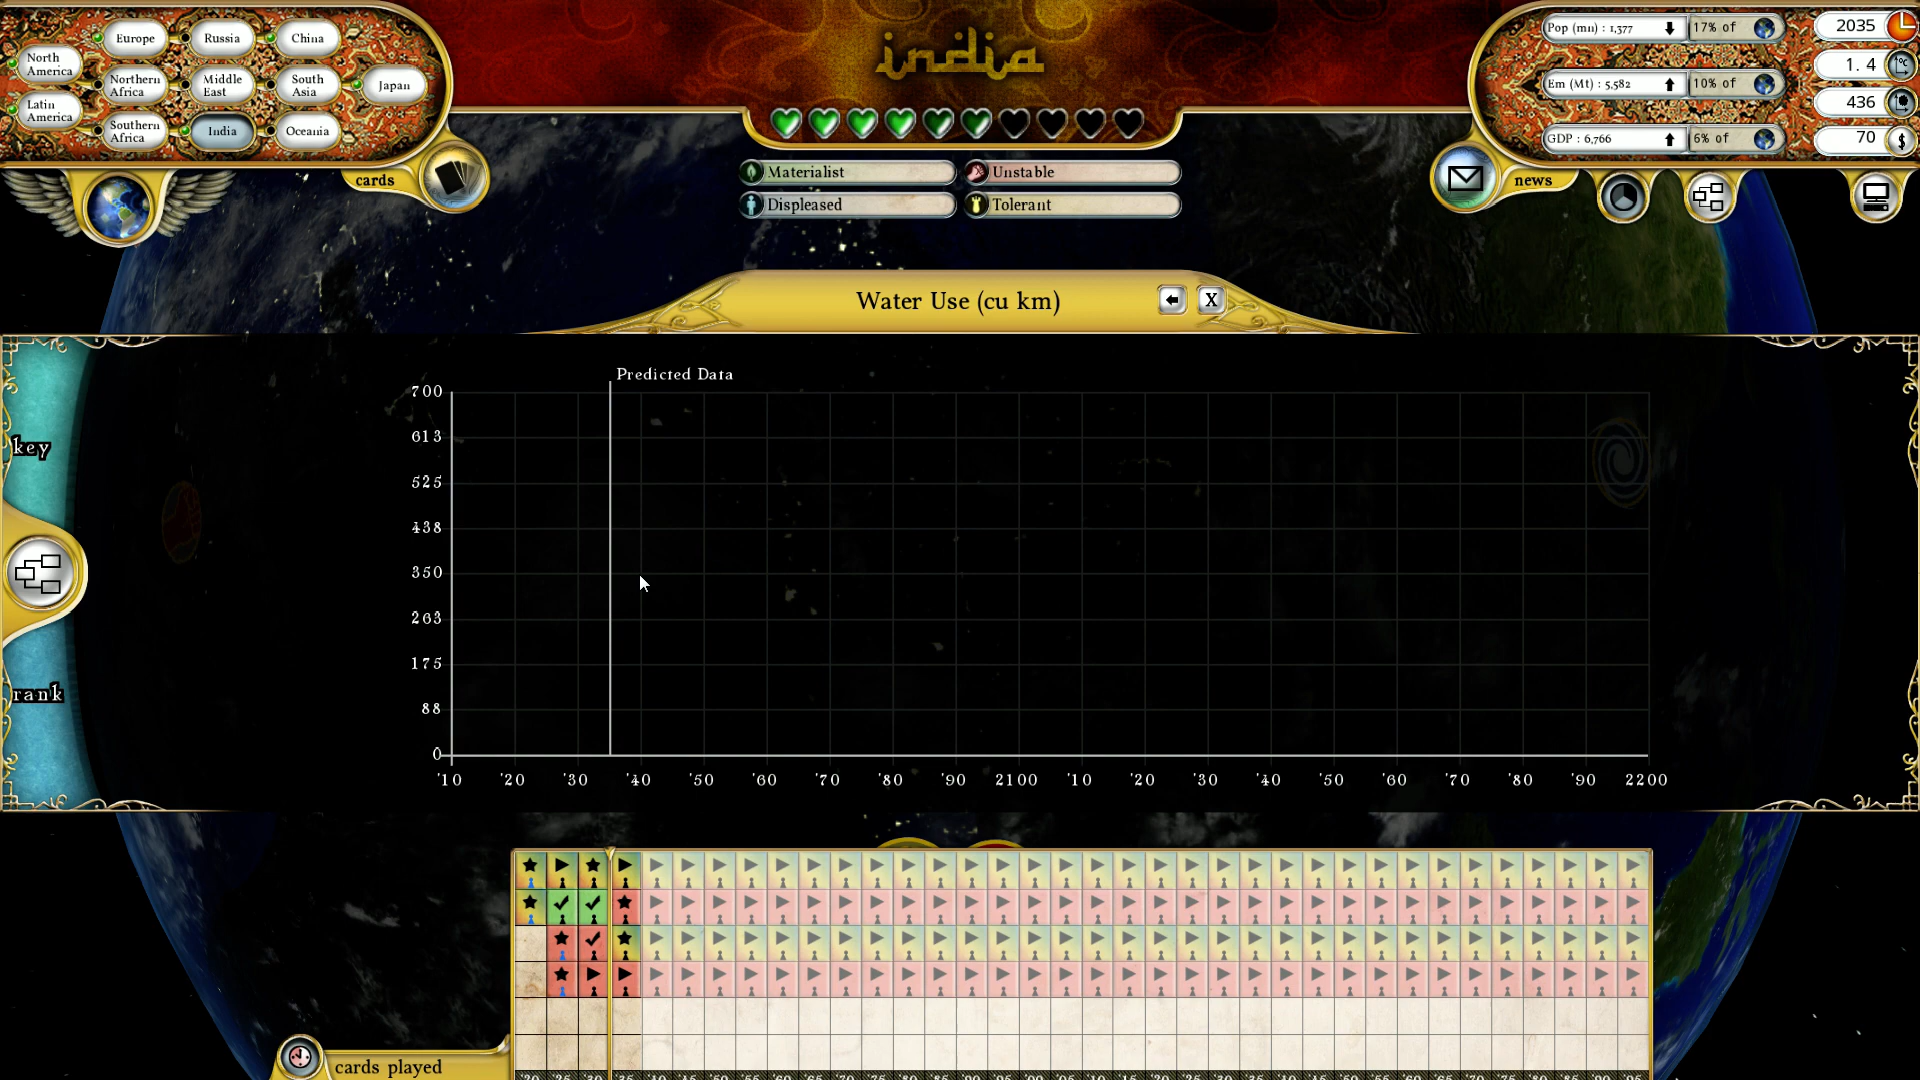 North America
Latin America
Europe
Northern Africa
Southern Africa
Russia
Middle East
India
China
South Asia
Oceania
Japan
cards
india
Materialist
Unstable
Displeased
Tolerant
Pop (mn) : 1,377
17% of
Em (Mt) : 5,582
10% of
GDP : 6,766
6% of
2035
1. 4
°C
436
70
$
news
Water Use (cu km)
X
key
rank
Predicted Data
700
613
525
438
350
263
175
88
0
'10 '20 '30 '40 '50 '60 '70 '80 '90 2100 '10 '20 '30 '40 '50 '60 '70 '80 '90 2200
cards played